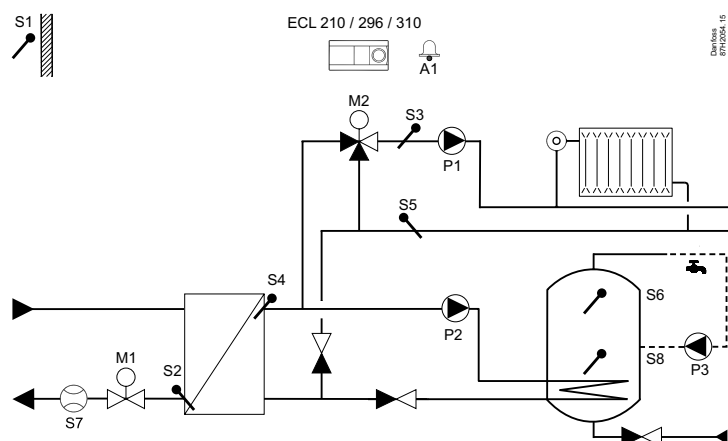 S1
ECL 210 / 296 / 310
A1
Danfoss
87H2054.15
M2
S3
P1
S5
S4
S6
P2
M1
S2
S8
P3
S7